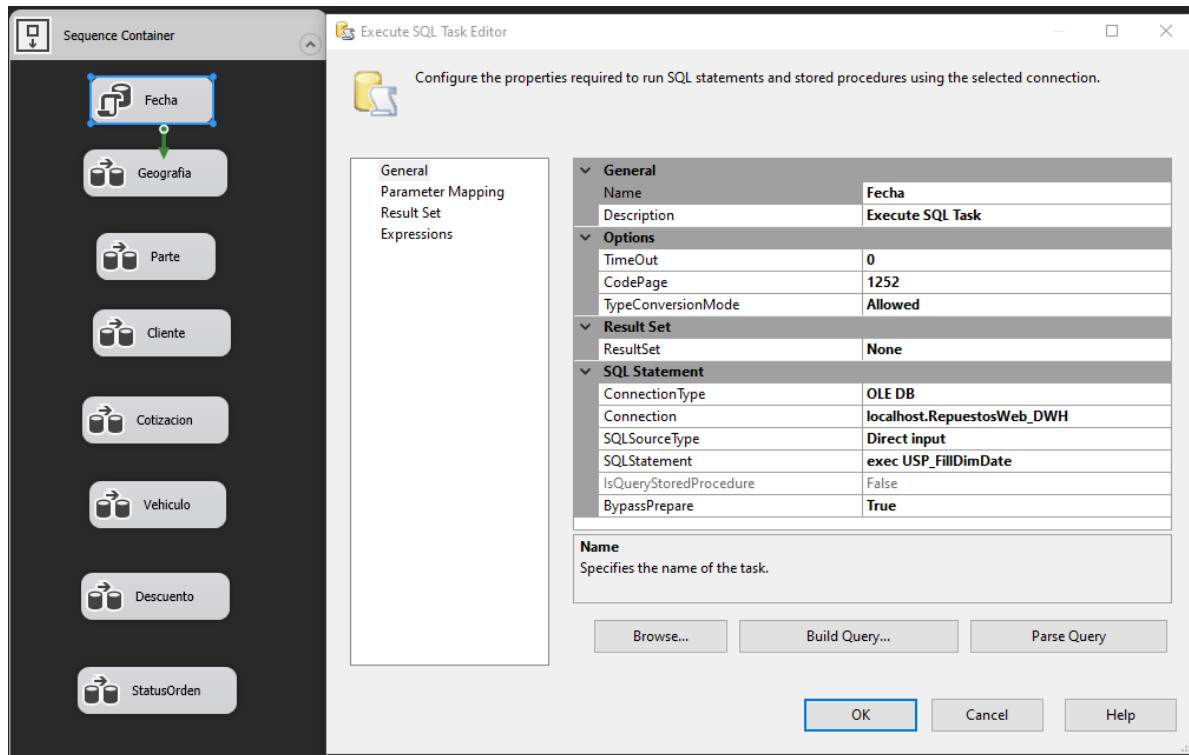 Sequence Container
Fecha
Geografia
Parte
Cliente
Cotizacion
Vehiculo
Descuento
StatusOrden
Execute SQL Task Editor
Configure the properties required to run SQL statements and stored procedures using the selected connection.
General
Parameter Mapping
Result Set
Expressions
General
Name Fecha
Description Execute SQL Task
Options
TimeOut 0
CodePage 1252
TypeConversionMode Allowed
Result Set
ResultSet None
SQL Statement
ConnectionType OLE DB
Connection localhost.RepuestosWeb_DWH
SQLSourceType Direct input
SQLStatement exec USP_FillDimDate
IsQueryStoredProcedure False
BypassPrepare True
Name
Specifies the name of the task.
Browse... Build Query... Parse Query
OK Cancel Help